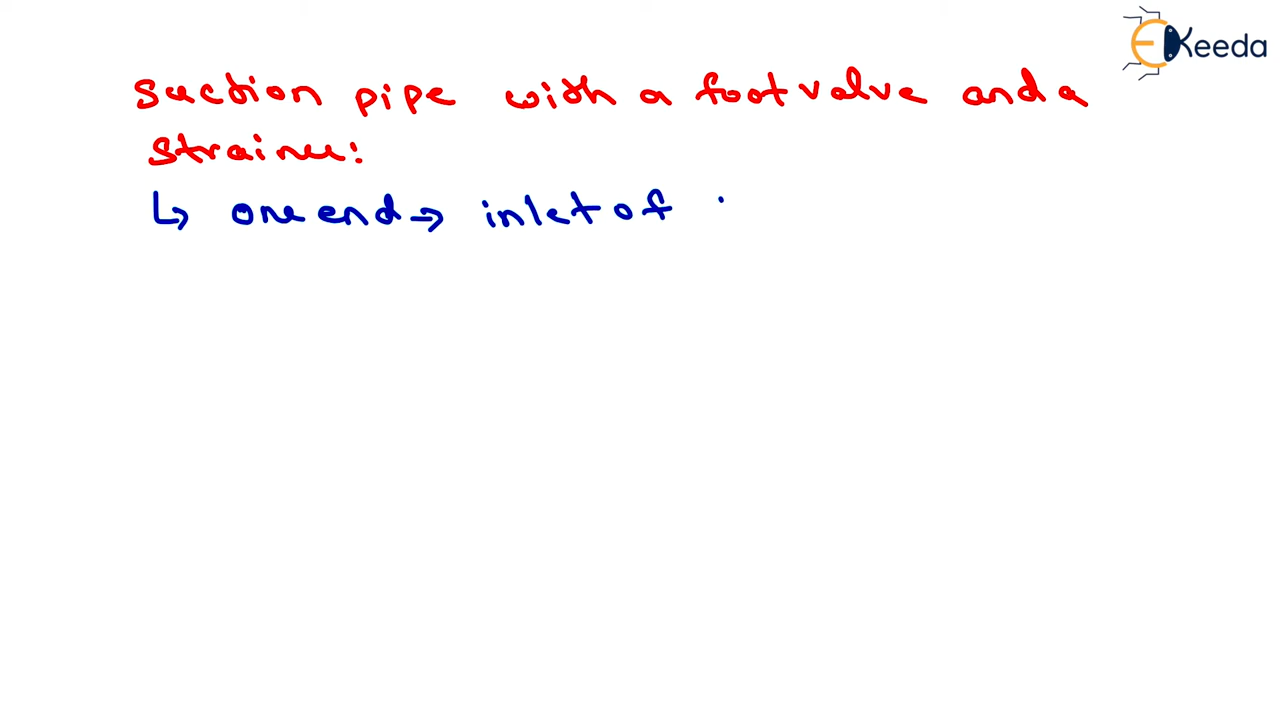 EKeeda
Suction pipe with a foot valve and a
strainer:
↳ one end → inlet of